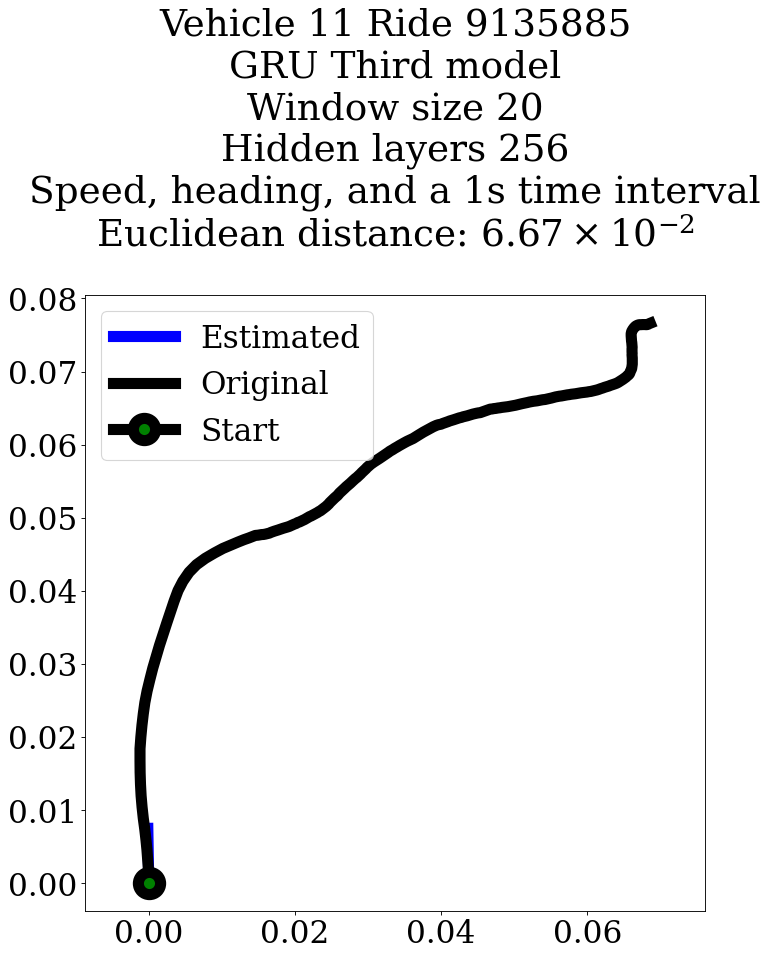 Vehicle 11 Ride 9135885
GRU Third model
Window size 20
Hidden layers 256
Speed, heading, and a 1s time interval
Euclidean distance: 6.67 × 10⁻²
0.08
0.07
0.06
0.05
0.04
0.03
0.02
0.01
0.00
Estimated
Original
Start
0.00 0.02 0.04 0.06